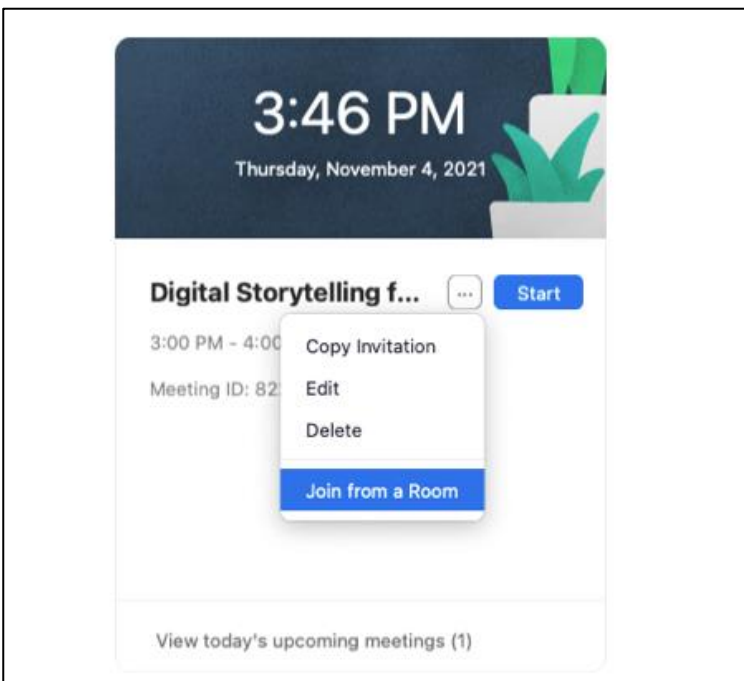 3:46 PM
Thursday, November 4, 2021
Digital Storytelling f... ... Start
3:00 PM - 4:00
Copy Invitation
Meeting ID: 82
Edit
Delete
Join from a Room
View today's upcoming meetings (1)